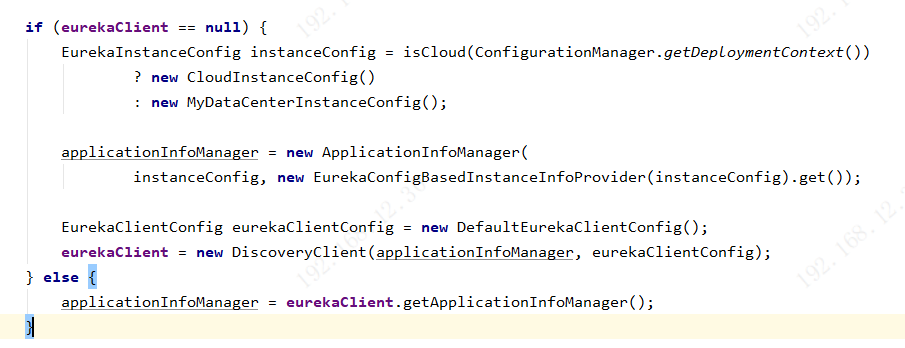 if (eurekaClient == null) {
    EurekaInstanceConfig instanceConfig = isCloud(ConfigurationManager.getDeploymentContext())
            ? new CloudInstanceConfig()
            : new MyDataCenterInstanceConfig();

    applicationInfoManager = new ApplicationInfoManager(
            instanceConfig, new EurekaConfigBasedInstanceInfoProvider(instanceConfig).get());

    EurekaClientConfig eurekaClientConfig = new DefaultEurekaClientConfig();
    eurekaClient = new DiscoveryClient(applicationInfoManager, eurekaClientConfig);
} else {
    applicationInfoManager = eurekaClient.getApplicationInfoManager();
}